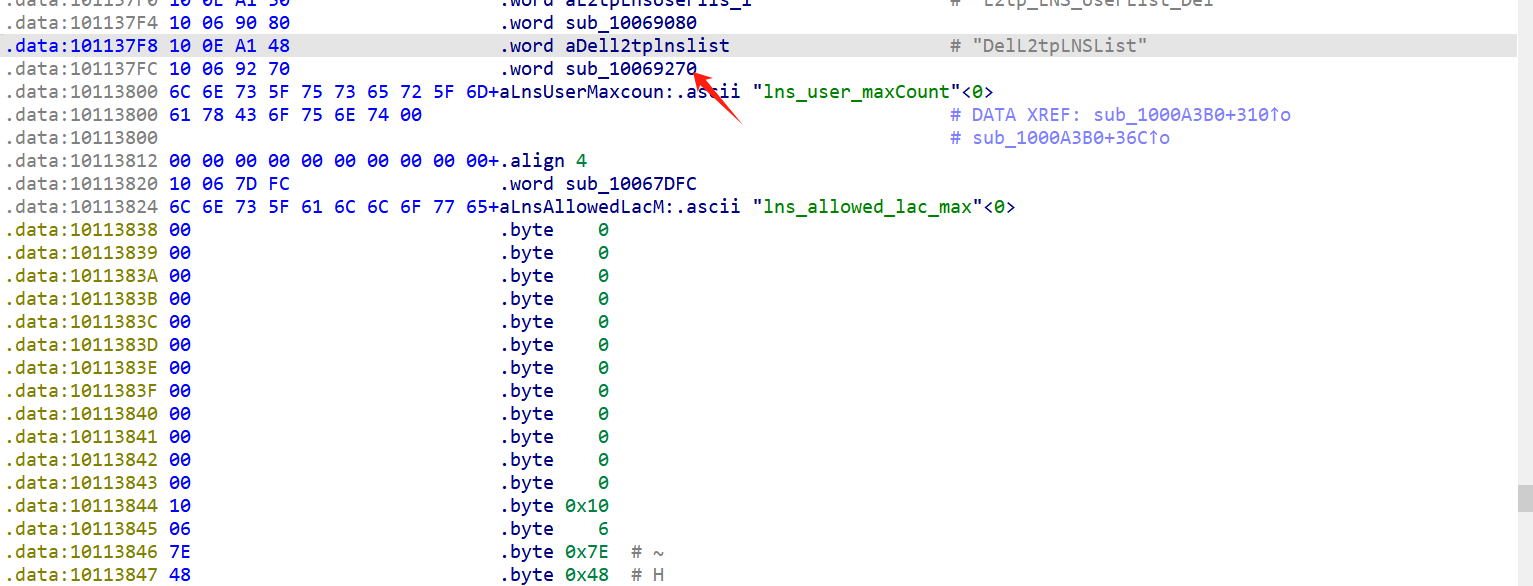 .data:101137F0 10 0E A1 50 .word aL2tpLnsUserlis_1 # "L2tp_LNS_UserList_Del"
.data:101137F4 10 06 90 80 .word sub_10069080
.data:101137F8 10 0E A1 48 .word aDell2tplnslist # "DelL2tpLNSList"
.data:101137FC 10 06 92 70 .word sub_10069270
.data:10113800 6C 6E 73 5F 75 73 65 72 5F 6D+aLnsUserMaxcoun:.ascii "lns_user_maxCount"<0>
.data:10113800 61 78 43 6F 75 6E 74 00 # DATA XREF: sub_1000A3B0+310↑o
.data:10113800 # sub_1000A3B0+36C↑o
.data:10113812 00 00 00 00 00 00 00 00 00 00+.align 4
.data:10113820 10 06 7D FC .word sub_10067DFC
.data:10113824 6C 6E 73 5F 61 6C 6C 6F 77 65+aLnsAllowedLacM:.ascii "lns_allowed_lac_max"<0>
.data:10113838 00 .byte 0
.data:10113839 00 .byte 0
.data:1011383A 00 .byte 0
.data:1011383B 00 .byte 0
.data:1011383C 00 .byte 0
.data:1011383D 00 .byte 0
.data:1011383E 00 .byte 0
.data:1011383F 00 .byte 0
.data:10113840 00 .byte 0
.data:10113841 00 .byte 0
.data:10113842 00 .byte 0
.data:10113843 00 .byte 0
.data:10113844 10 .byte 0x10
.data:10113845 06 .byte 6
.data:10113846 7E .byte 0x7E # ~
.data:10113847 48 .byte 0x48 # H